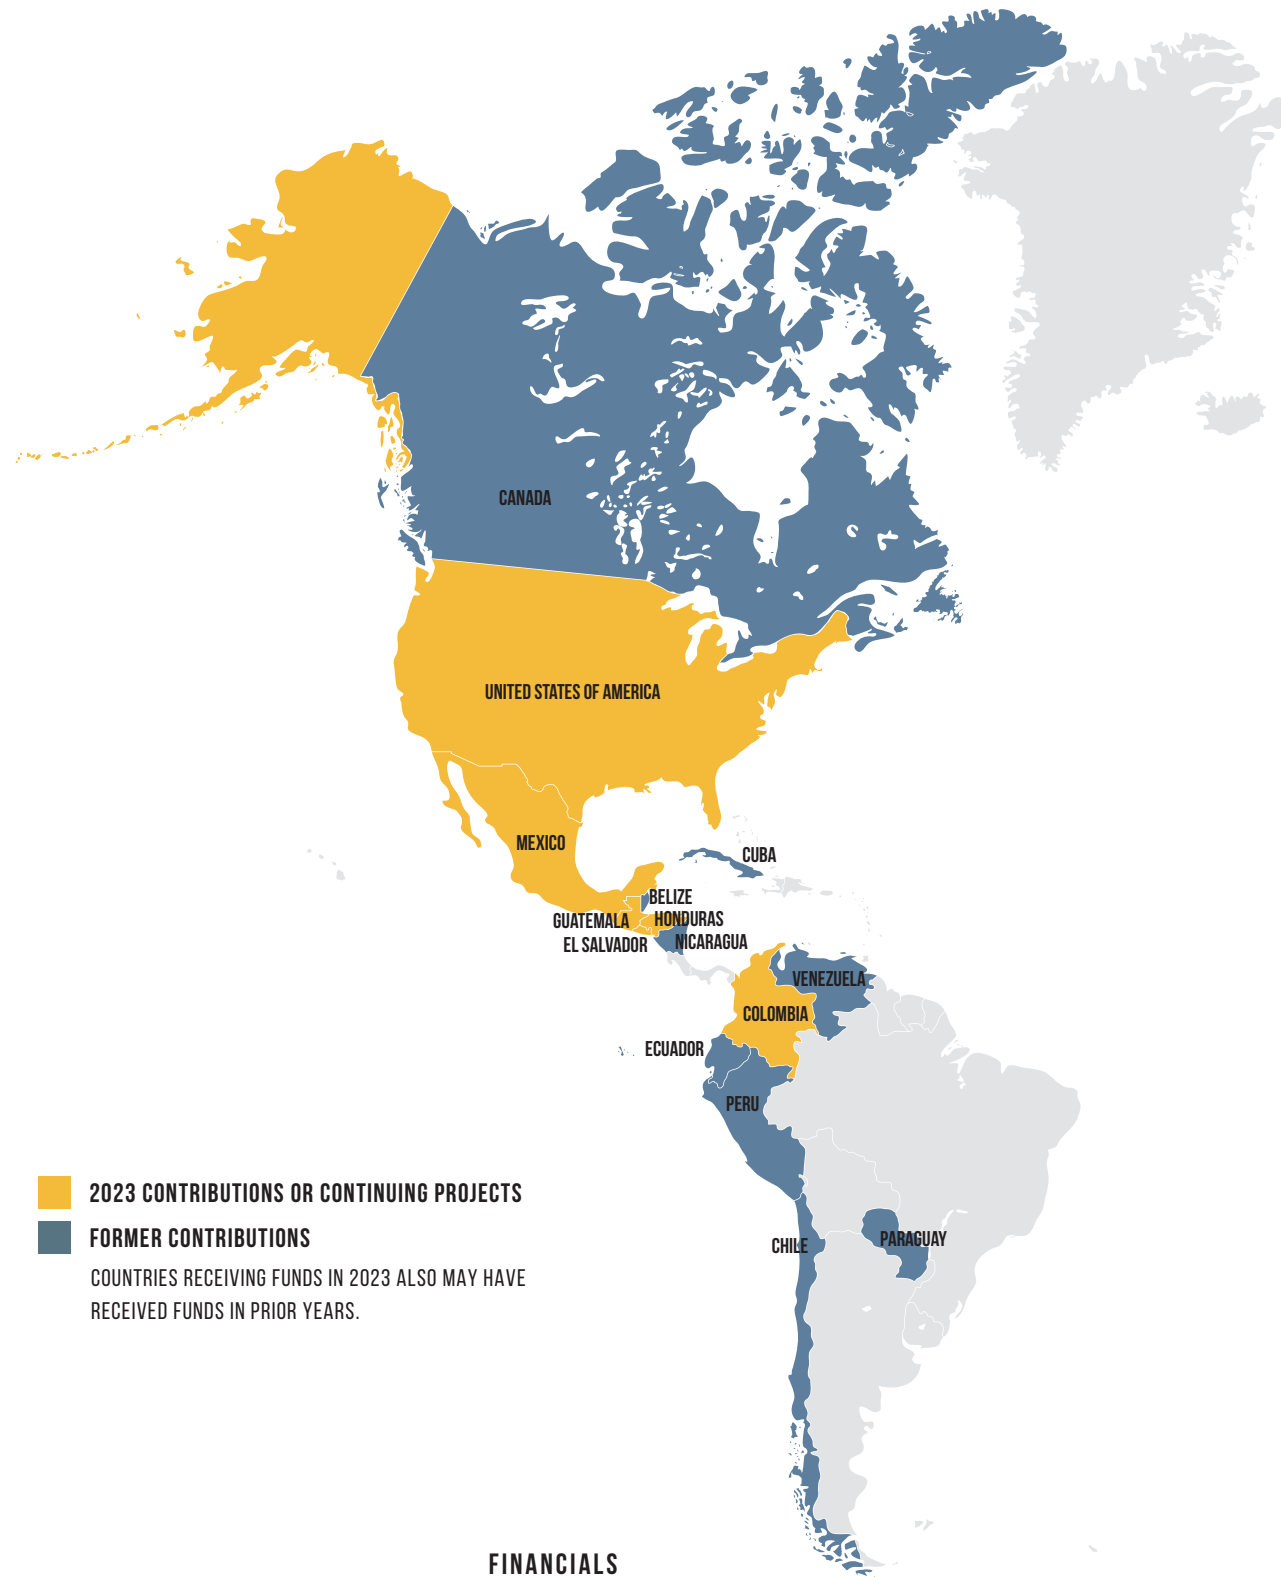 CANADA
UNITED STATES OF AMERICA
MEXICO
CUBA
BELIZE
GUATEMALA
HONDURAS
EL SALVADOR
NICARAGUA
VENEZUELA
COLOMBIA
ECUADOR
PERU
2023 CONTRIBUTIONS OR CONTINUING PROJECTS
FORMER CONTRIBUTIONS
CHILE
PARAGUAY
COUNTRIES RECEIVING FUNDS IN 2023 ALSO MAY HAVE
RECEIVED FUNDS IN PRIOR YEARS.
FINANCIALS